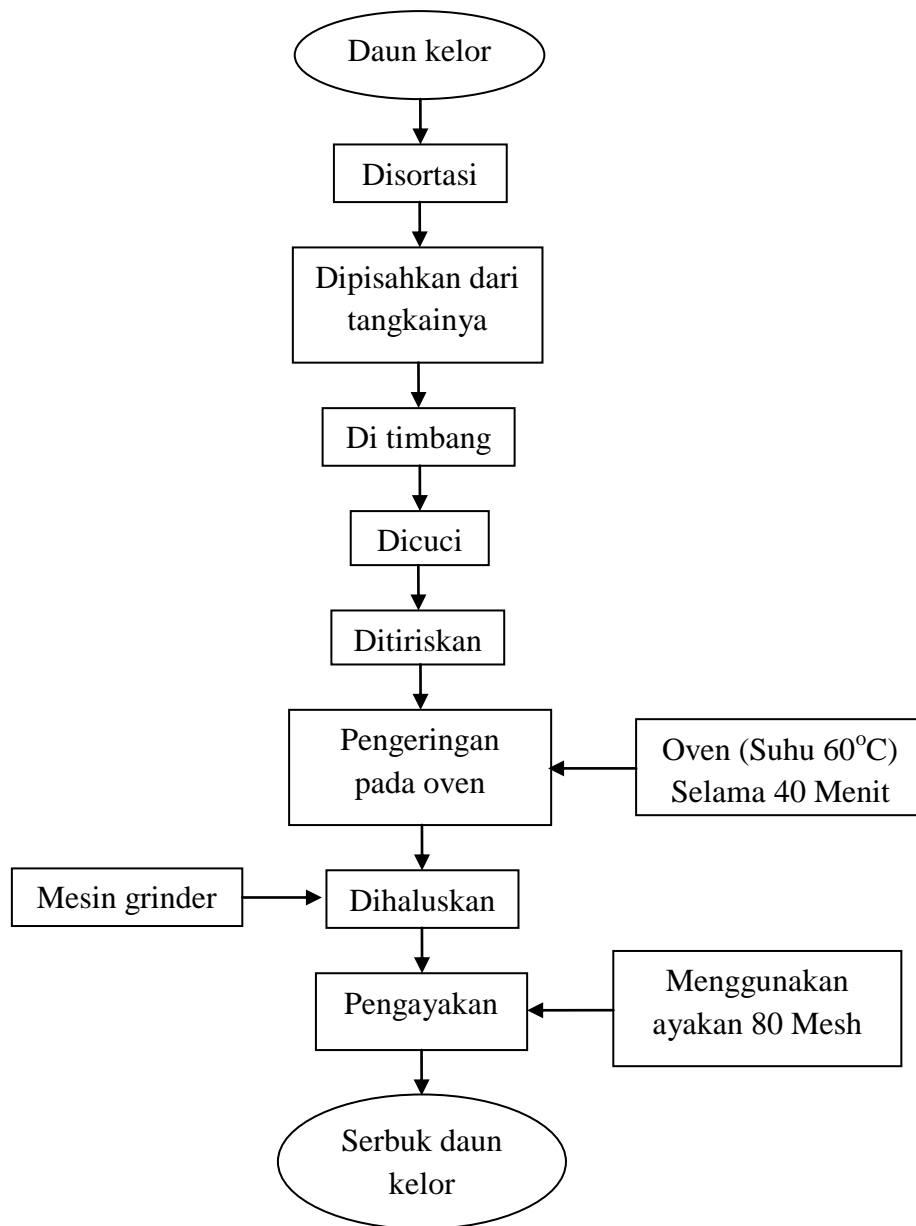 Daun kelor
Disortasi
Dipisahkan dari
tangkainya
Di timbang
Dicuci
Ditiriskan
Pengeringan
pada oven
Oven (Suhu 60°C)
Selama 40 Menit
Mesin grinder
Dihaluskan
Pengayakan
Menggunakan
ayakan 80 Mesh
Serbuk daun
kelor